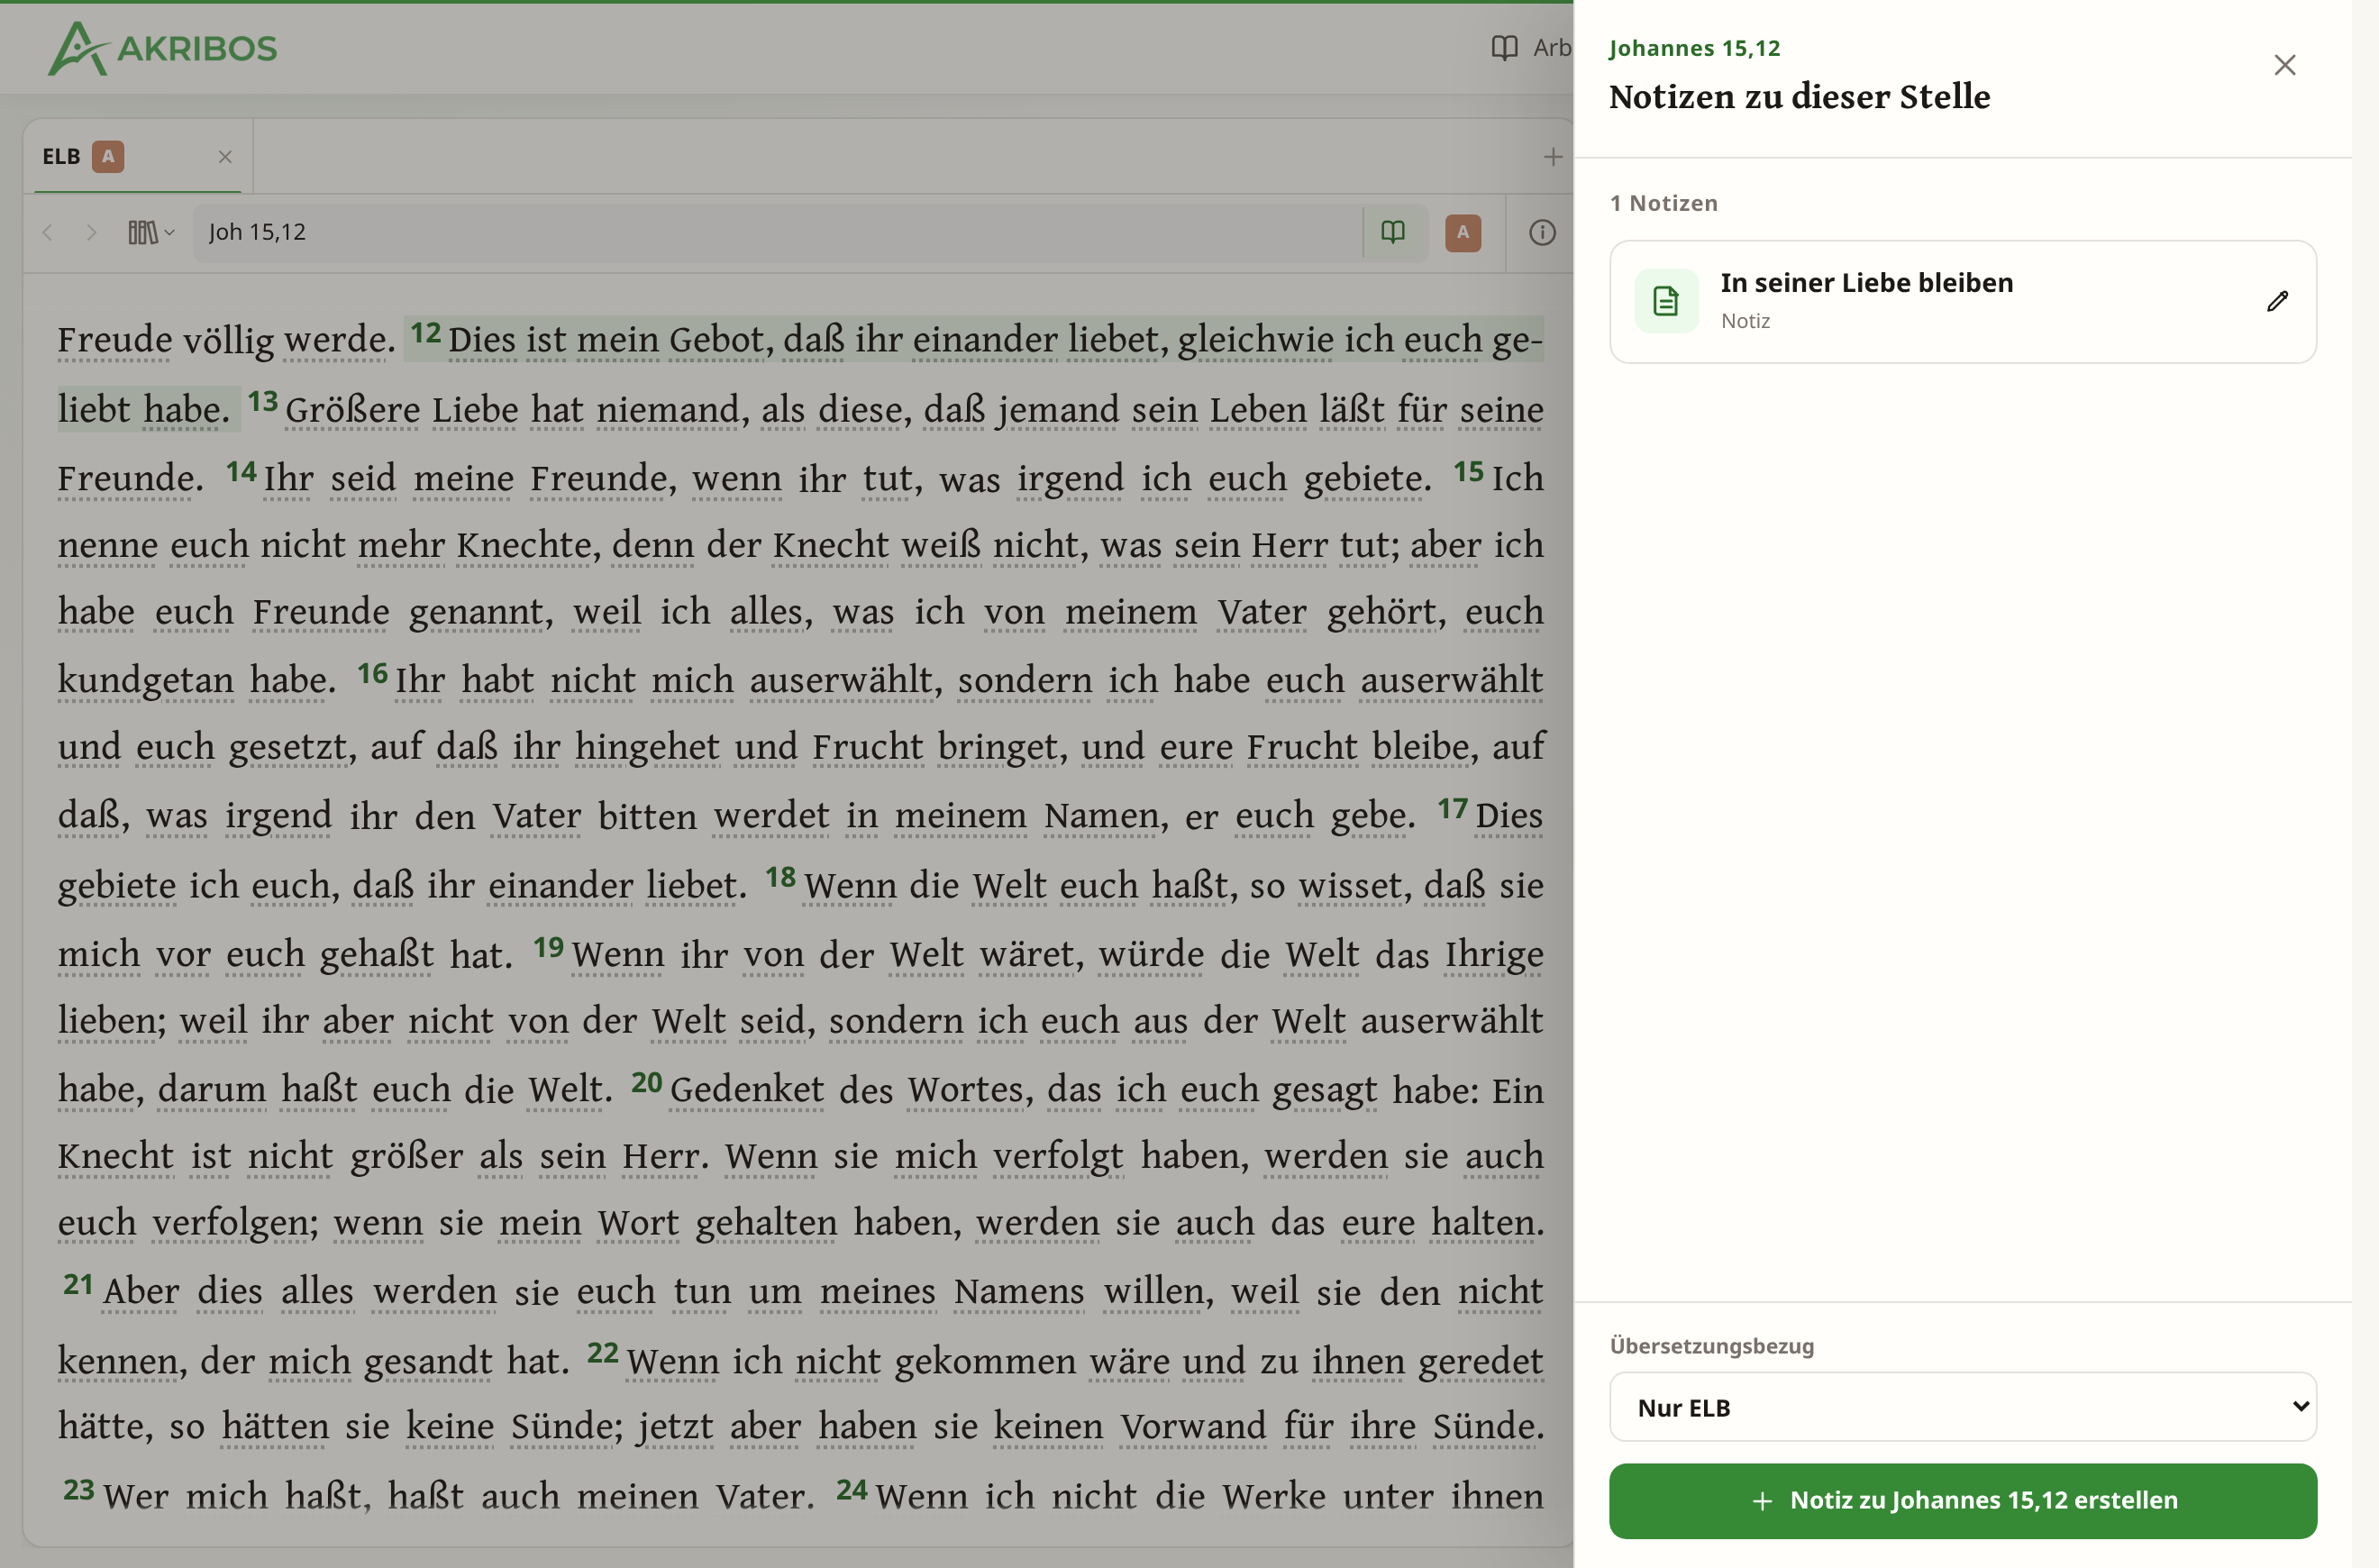 AKRIBOS
Arb
ELB A
Joh 15,12
A
Freude völlig werde. 12 Dies ist mein Gebot, daß ihr einander liebet, gleichwie ich euch ge-
liebt habe. 13 Größere Liebe hat niemand, als diese, daß jemand sein Leben läßt für seine
Freunde. 14 Ihr seid meine Freunde, wenn ihr tut, was irgend ich euch gebiete. 15 Ich
nenne euch nicht mehr Knechte, denn der Knecht weiß nicht, was sein Herr tut; aber ich
habe euch Freunde genannt, weil ich alles, was ich von meinem Vater gehört, euch
kundgetan habe. 16 Ihr habt nicht mich auserwählt, sondern ich habe euch auserwählt
und euch gesetzt, auf daß ihr hingehet und Frucht bringet, und eure Frucht bleibe, auf
daß, was irgend ihr den Vater bitten werdet in meinem Namen, er euch gebe. 17 Dies
gebiete ich euch, daß ihr einander liebet. 18 Wenn die Welt euch haßt, so wisset, daß sie
mich vor euch gehaßt hat. 19 Wenn ihr von der Welt wäret, würde die Welt das Ihrige
lieben; weil ihr aber nicht von der Welt seid, sondern ich euch aus der Welt auserwählt
habe, darum haßt euch die Welt. 20 Gedenket des Wortes, das ich euch gesagt habe: Ein
Knecht ist nicht größer als sein Herr. Wenn sie mich verfolgt haben, werden sie auch
euch verfolgen; wenn sie mein Wort gehalten haben, werden sie auch das eure halten.
21 Aber dies alles werden sie euch tun um meines Namens willen, weil sie den nicht
kennen, der mich gesandt hat. 22 Wenn ich nicht gekommen wäre und zu ihnen geredet
hätte, so hätten sie keine Sünde; jetzt aber haben sie keinen Vorwand für ihre Sünde.
23 Wer mich haßt, haßt auch meinen Vater. 24 Wenn ich nicht die Werke unter ihnen
Johannes 15,12
Notizen zu dieser Stelle
1 Notizen
In seiner Liebe bleiben
Notiz
Übersetzungsbezug
Nur ELB
Notiz zu Johannes 15,12 erstellen